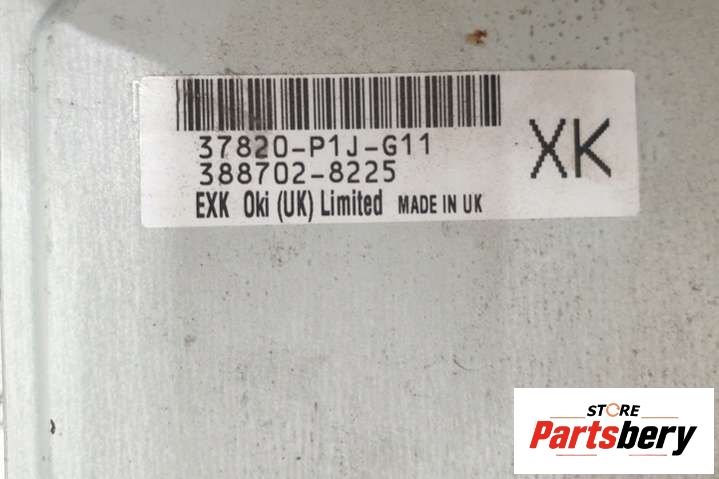 37820-P1J-G11
388702-8225
EXK Oki (UK) Limited MADE IN UK
XK
STORE
Partsbery